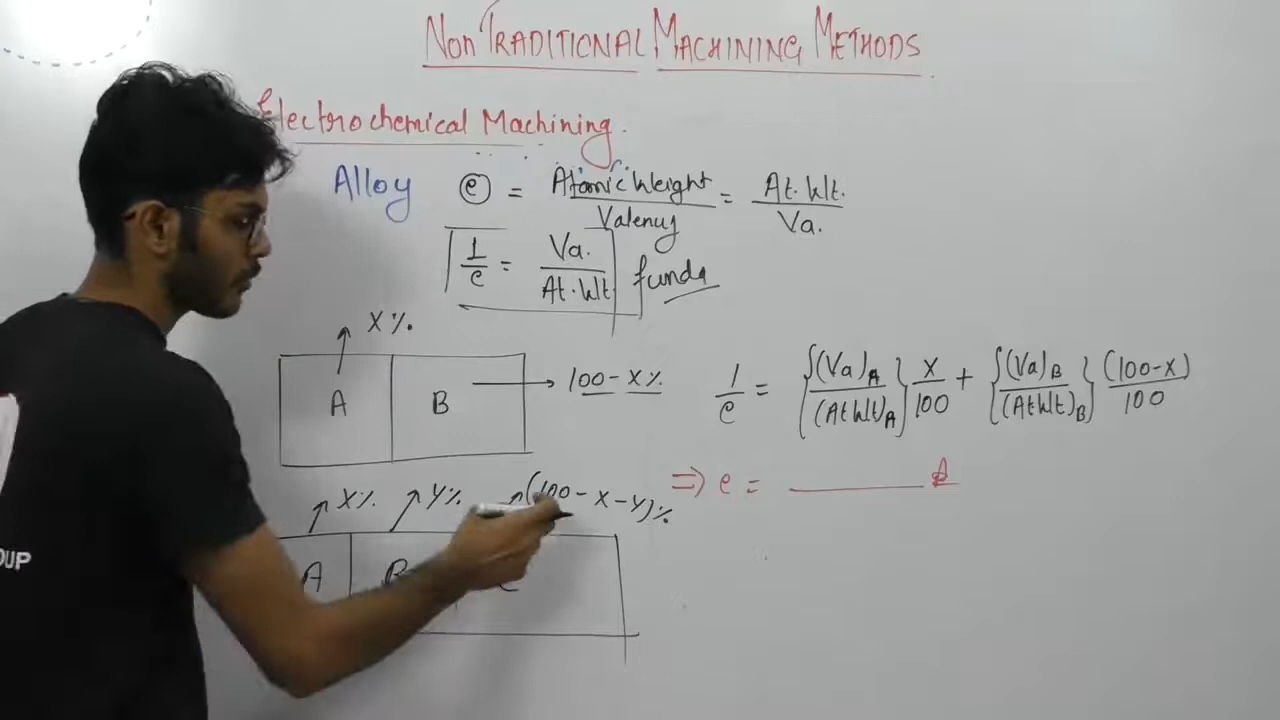 NON TRADITIONAL MACHINING METHODS
Electrochemical Machining.
Alloy e = Atomic Weight / Valency = At. Wt. / Va.
1/e = Va. / At. Wt funda
X%
A B 100 - X%
1/e = {(Va)A / (At Wt)A} X/100 + {(Va)B / (At Wt)B} (100-X)/100
⇒ e =
X% Y% (100 - X - Y)%
A B C
OUP